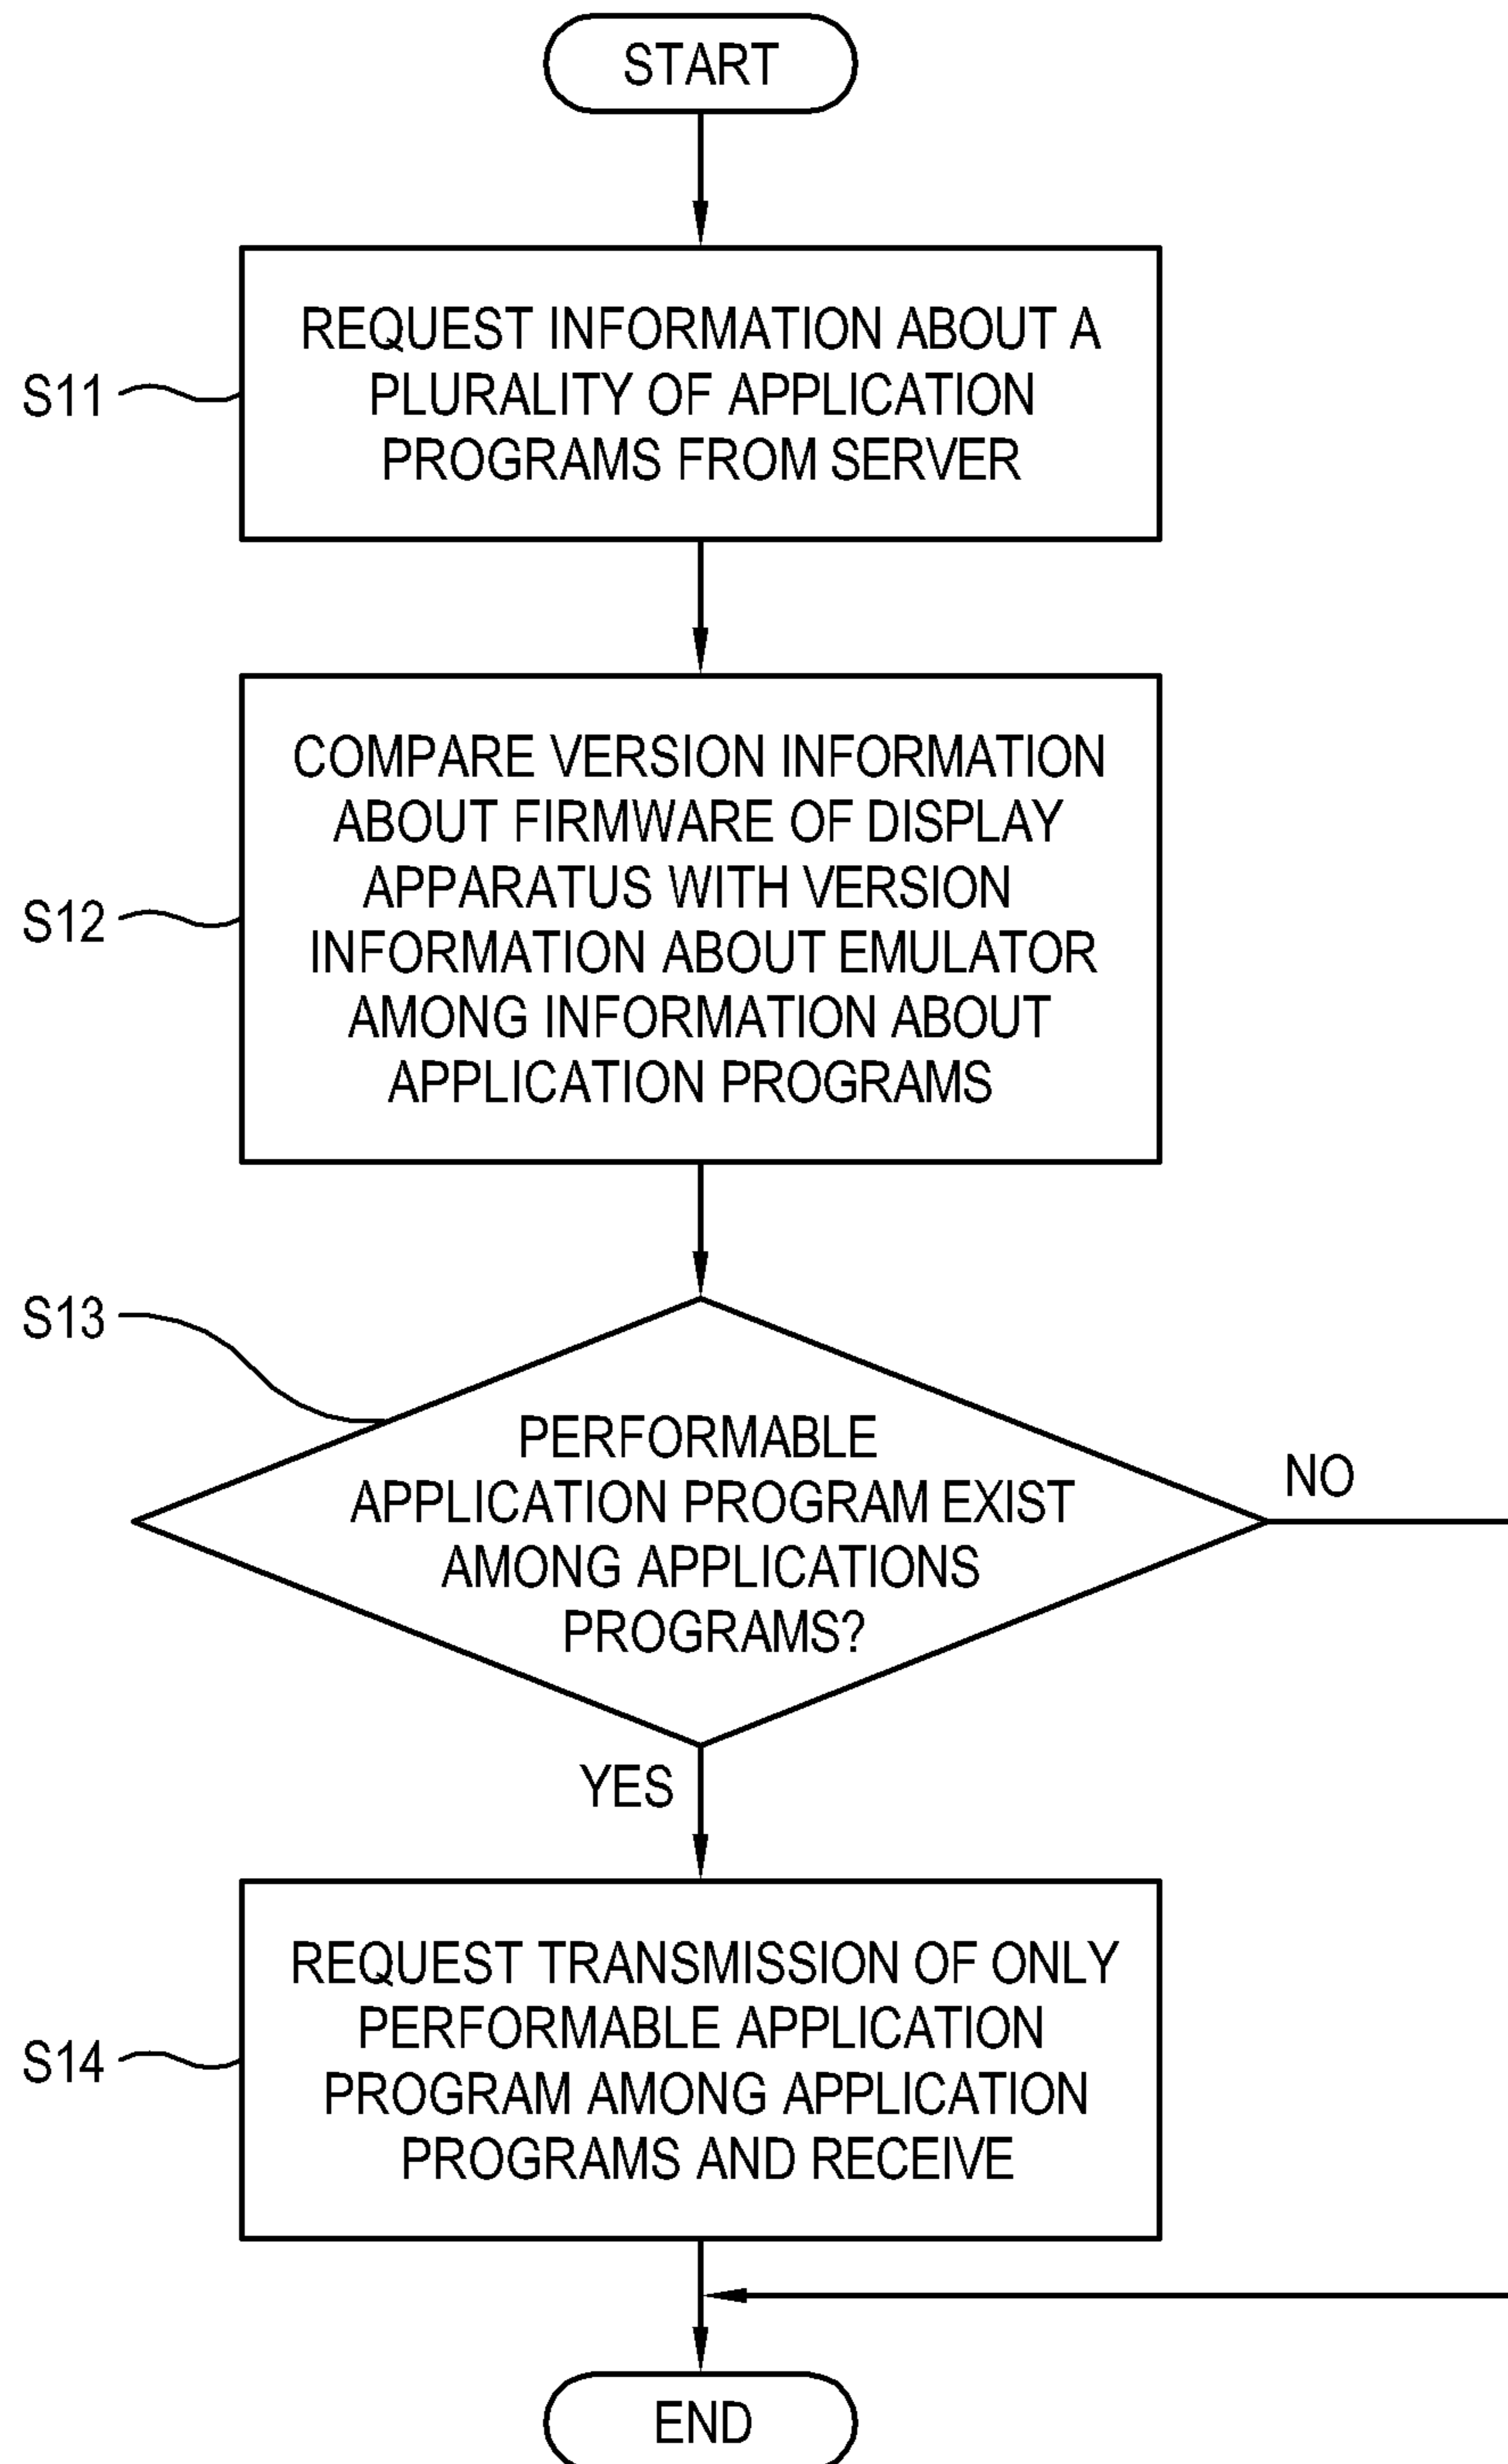 START
S11
REQUEST INFORMATION ABOUT A
PLURALITY OF APPLICATION
PROGRAMS FROM SERVER
S12
COMPARE VERSION INFORMATION
ABOUT FIRMWARE OF DISPLAY
APPARATUS WITH VERSION
INFORMATION ABOUT EMULATOR
AMONG INFORMATION ABOUT
APPLICATION PROGRAMS
S13
PERFORMABLE
APPLICATION PROGRAM EXIST
AMONG APPLICATIONS
PROGRAMS?
NO
YES
S14
REQUEST TRANSMISSION OF ONLY
PERFORMABLE APPLICATION
PROGRAM AMONG APPLICATION
PROGRAMS AND RECEIVE
END